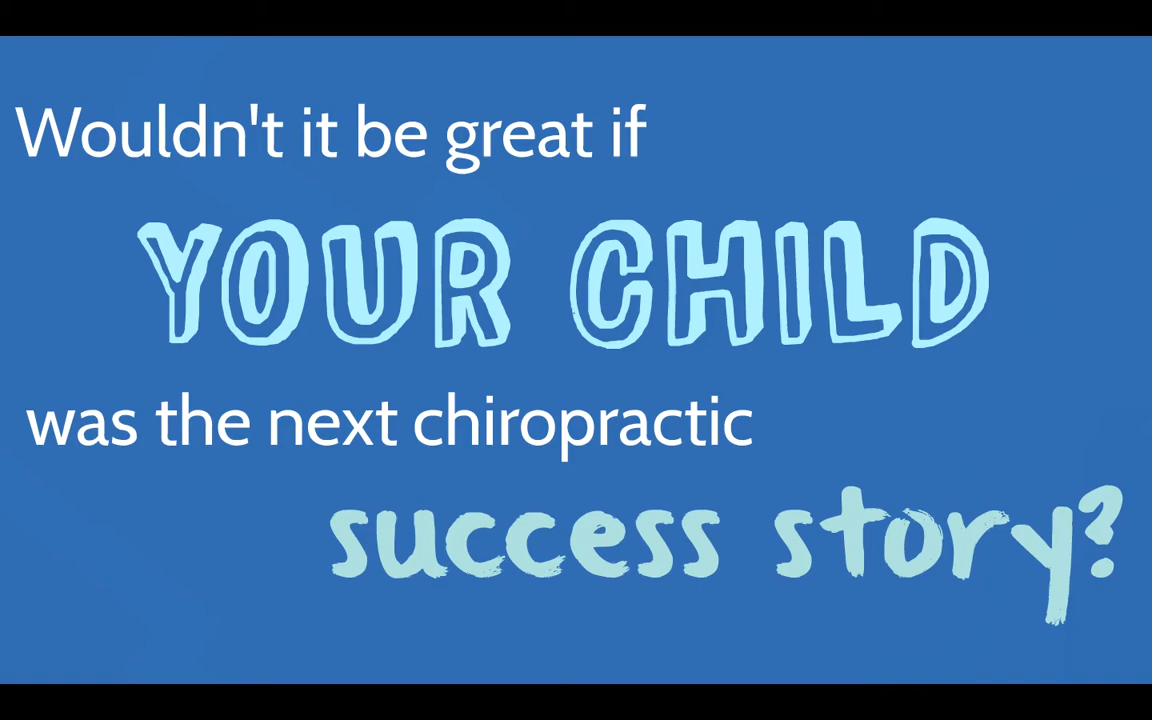 Wouldn't it be great if
YOUR CHILD
was the next chiropractic
success story?